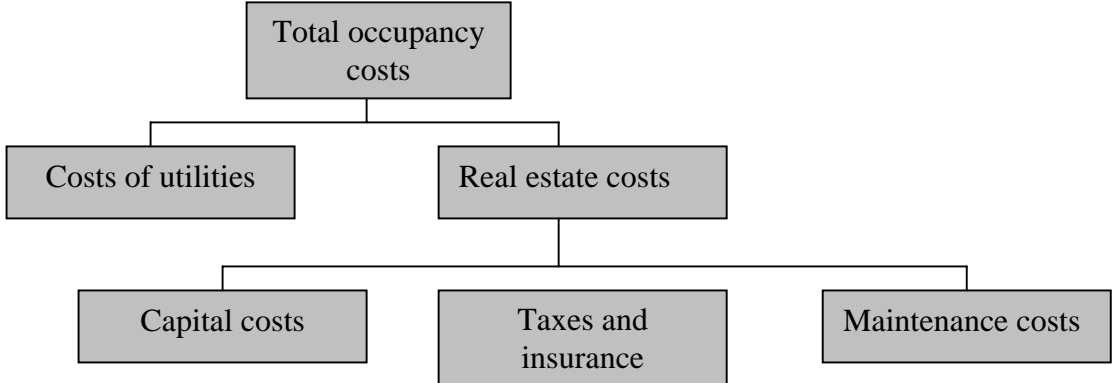 Total occupancy
costs
Costs of utilities
Real estate costs
Capital costs
Taxes and
insurance
Maintenance costs